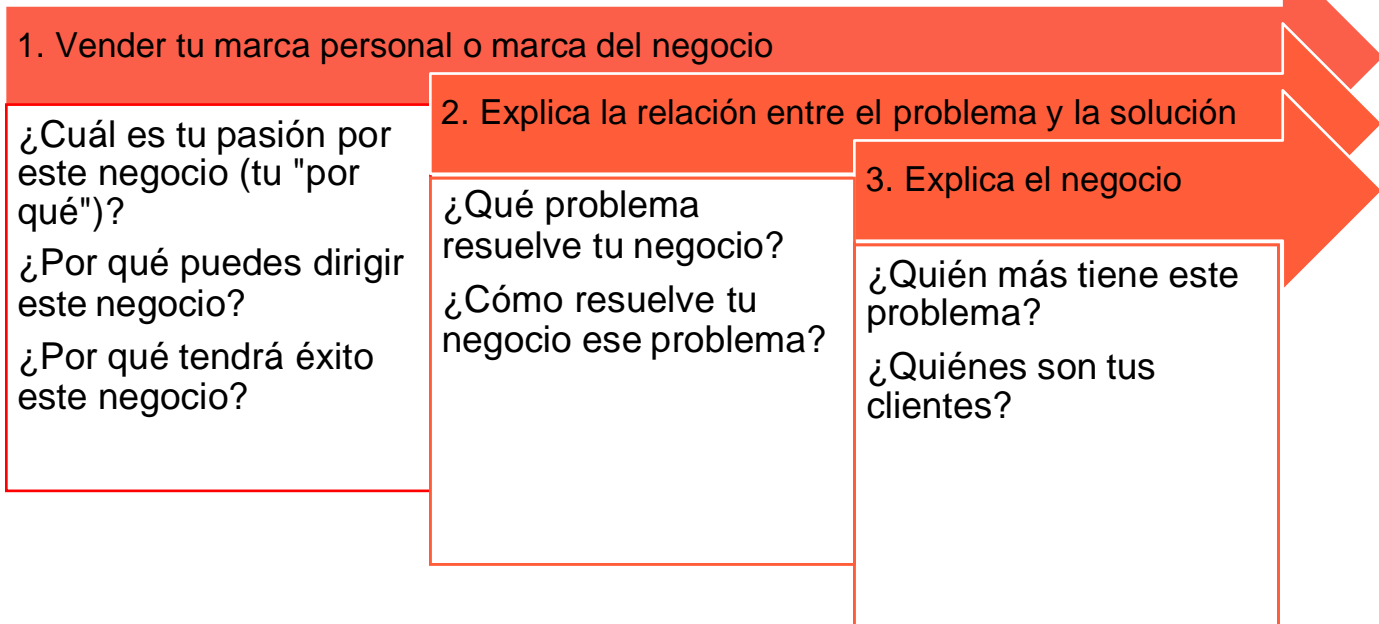 1. Vender tu marca personal o marca del negocio
¿Cuál es tu pasión por
este negocio (tu "por
qué")?
¿Por qué puedes dirigir
este negocio?
¿Por qué tendrá éxito
este negocio?
2. Explica la relación entre el problema y la solución
¿Qué problema
resuelve tu negocio?
¿Cómo resuelve tu
negocio ese problema?
3. Explica el negocio
¿Quién más tiene este
problema?
¿Quiénes son tus
clientes?